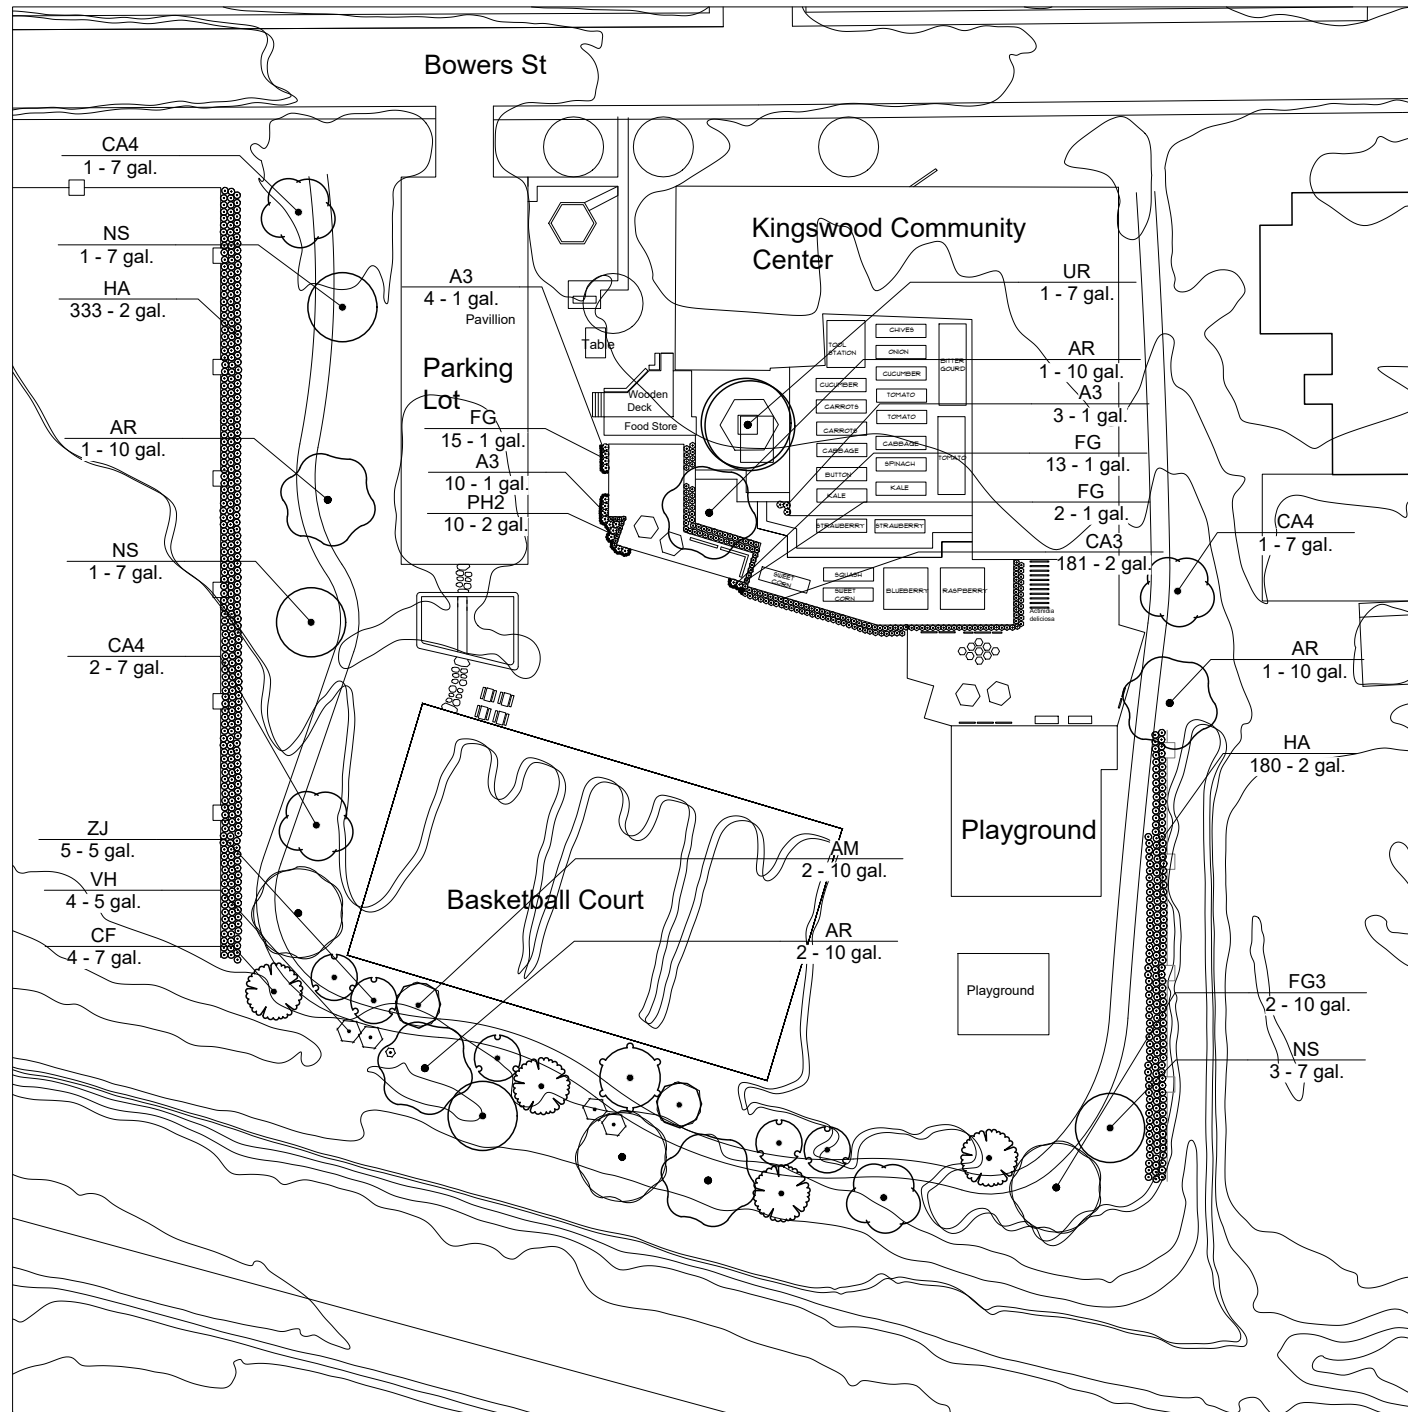 Bowers St
CA4
1 - 7 gal.
NS
1 - 7 gal.
HA
333 - 2 gal.
AR
1 - 10 gal.
NS
1 - 7 gal.
CA4
2 - 7 gal.
ZJ
5 - 5 gal.
VH
4 - 5 gal.
CF
4 - 7 gal.
A3
4 - 1 gal.
Pavillion
Parking
Lot
FG
15 - 1 gal.
A3
10 - 1 gal.
PH2
10 - 2 gal.
Table
Wooden
Deck
Food Store
Kingswood Community
Center
TOOL
STATION
CUCUMBER
CARROTS
CARROTS
CABBAGE
BUTTON
KALE
STRAWBERRY
CHIVES
ONION
CUCUMBER
TOMATO
TOMATO
CABBAGE
SPINACH
KALE
STRAWBERRY
BITTER
GOURD
TOMATO
SWEET
CORN
SQUASH
SWEET
CORN
BLUEBERRY
RASPBERRY
Actinidia
deliciosa
UR
1 - 7 gal.
AR
1 - 10 gal.
A3
3 - 1 gal.
FG
13 - 1 gal.
FG
2 - 1 gal.
CA3
181 - 2 gal.
CA4
1 - 7 gal.
AR
1 - 10 gal.
HA
180 - 2 gal.
Playground
Basketball Court
AM
2 - 10 gal.
AR
2 - 10 gal.
Playground
FG3
2 - 10 gal.
NS
3 - 7 gal.